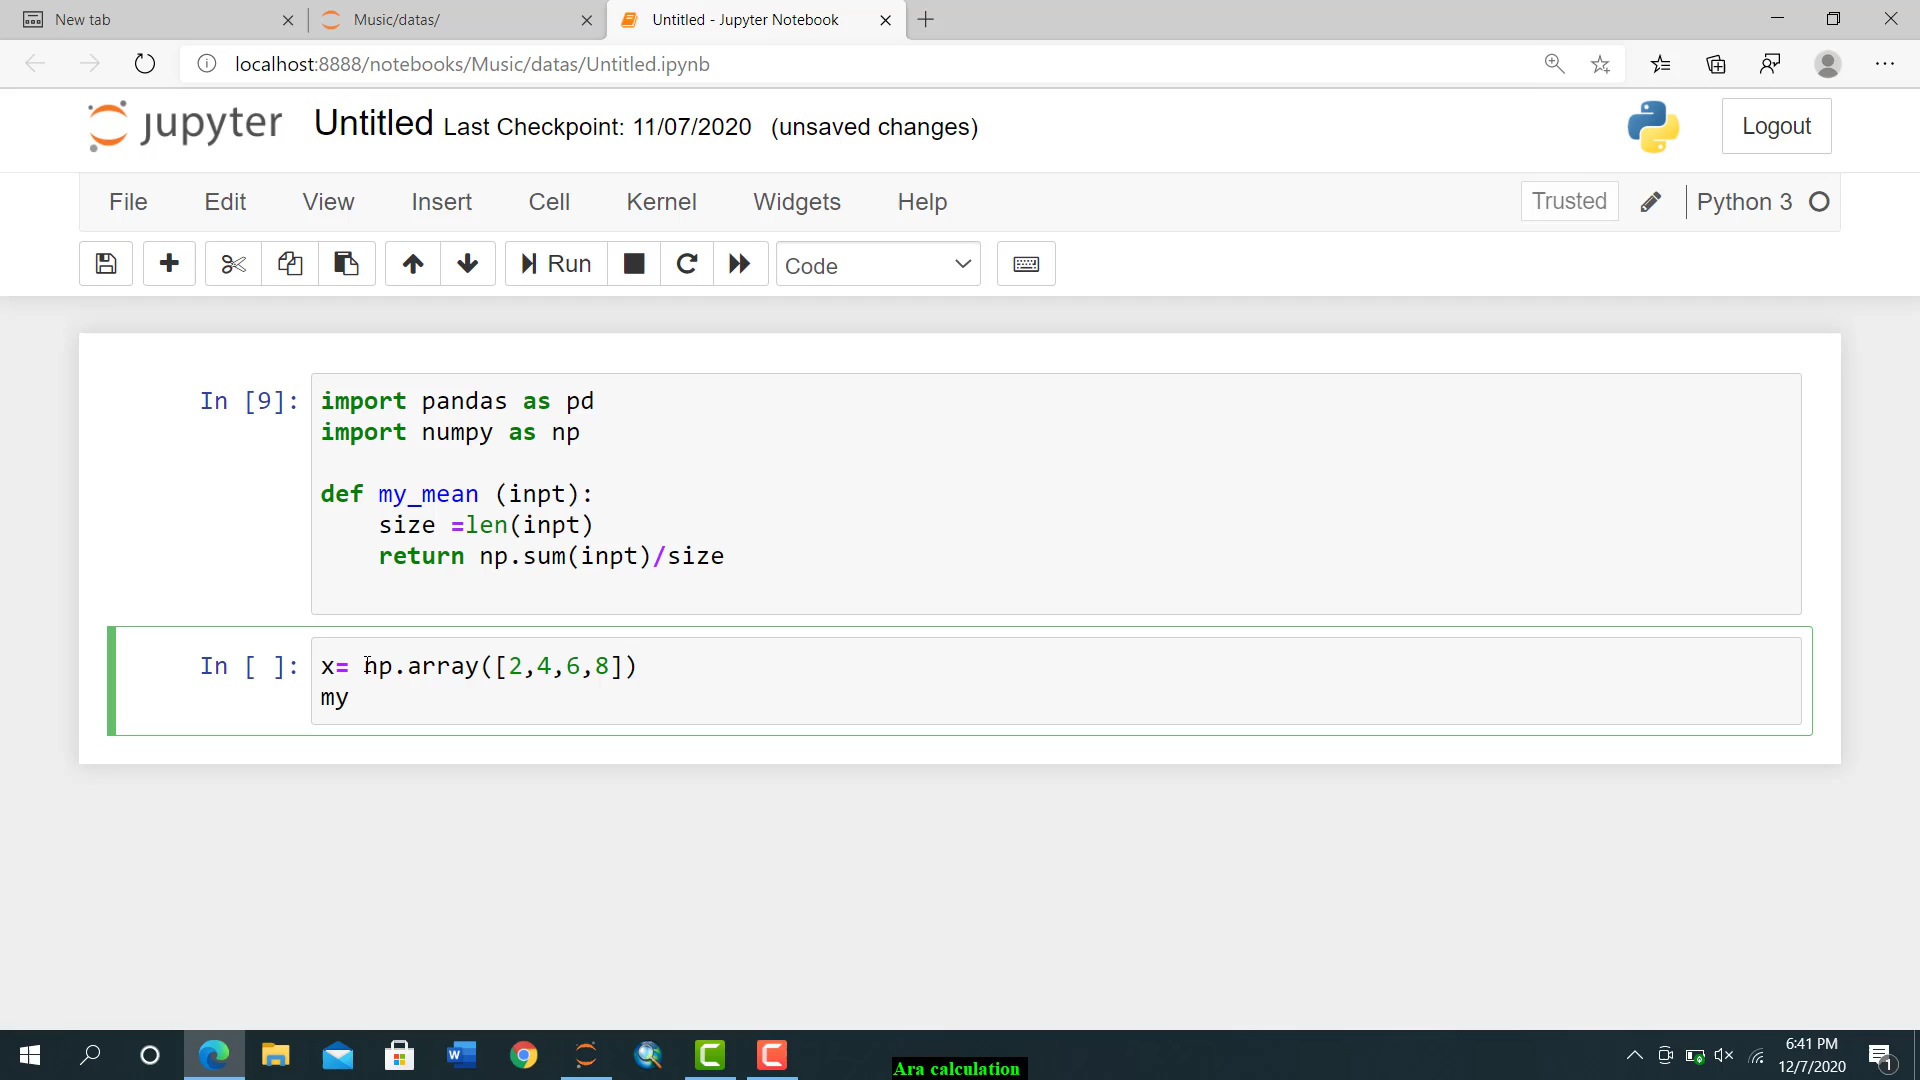 New tab
Music/datas/
Untitled - Jupyter Notebook
localhost:8888/notebooks/Music/datas/Untitled.ipynb
jupyter Untitled Last Checkpoint: 11/07/2020 (unsaved changes)
Logout
File Edit View Insert Cell Kernel Widgets Help
Trusted
Python 3
Run
Code
In [9]:
import pandas as pd
import numpy as np
def my_mean (inpt):
size =len(inpt)
return np.sum(inpt)/size
In [ ]:
x= np.array([2,4,6,8])
my
Ara calculation
6:41 PM
12/7/2020
1